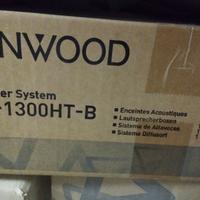 NWOOD
er System
-1300HT-B
▪ Enceintes Acoustiques
▪ Lautsprecherboxen
▪ Sistema de Altavoces
▪ Sistema Diffusori